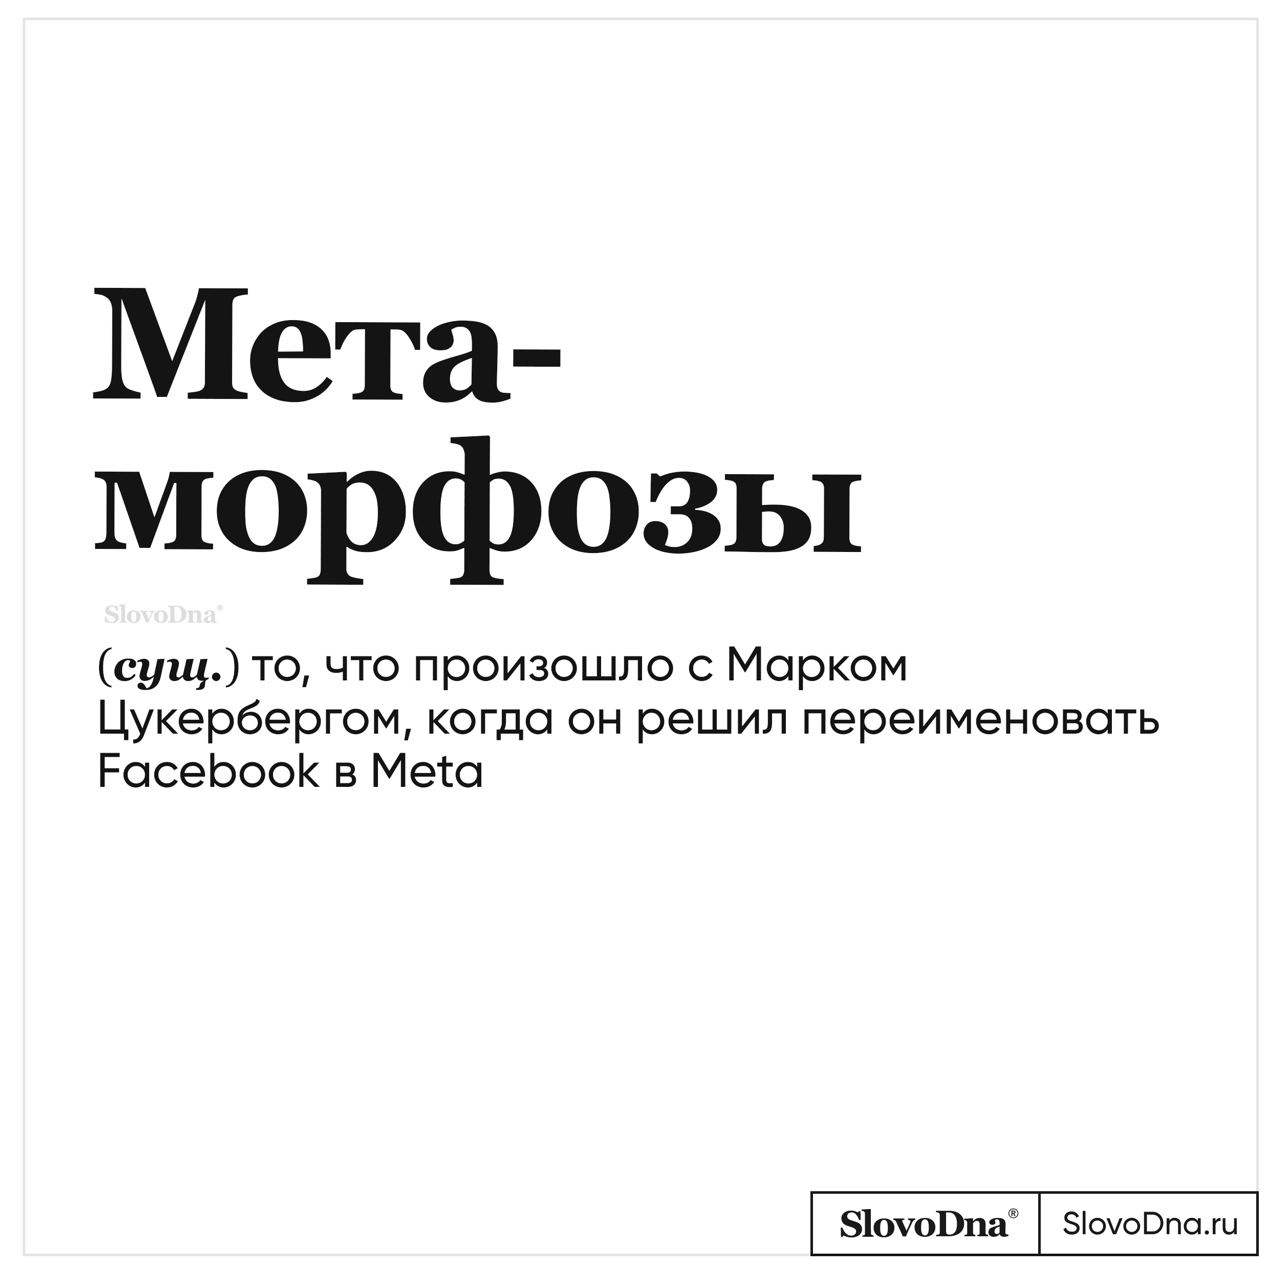 Мета-
морфозы
SlovoDna®
(сущ.) то, что произошло с Марком
Цукербергом, когда он решил переименовать
Facebook в Meta
SlovoDna® SlovoDna.ru